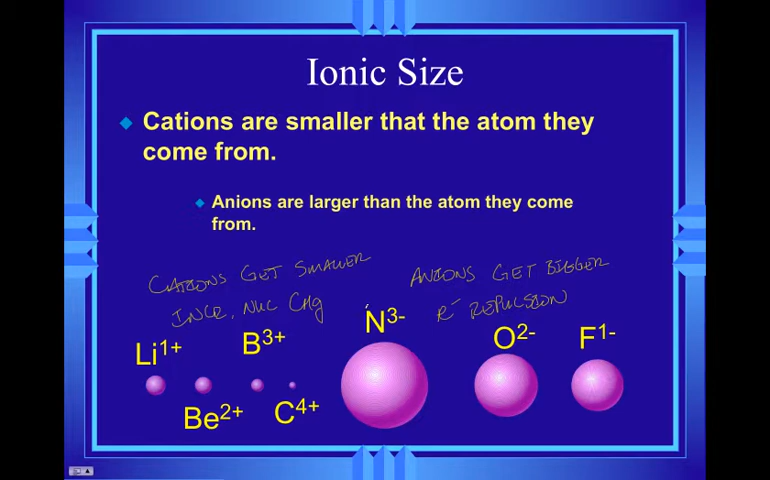 Ionic Size
Cations are smaller that the atom they
come from.
Anions are larger than the atom they come
from.
CATIONS GET SMALLER
INCR. NUC CHG
ANIONS GET BIGGER
e⁻ REPULSION
Li1+
Be2+
B3+
C4+
N3-
O2-
F1-